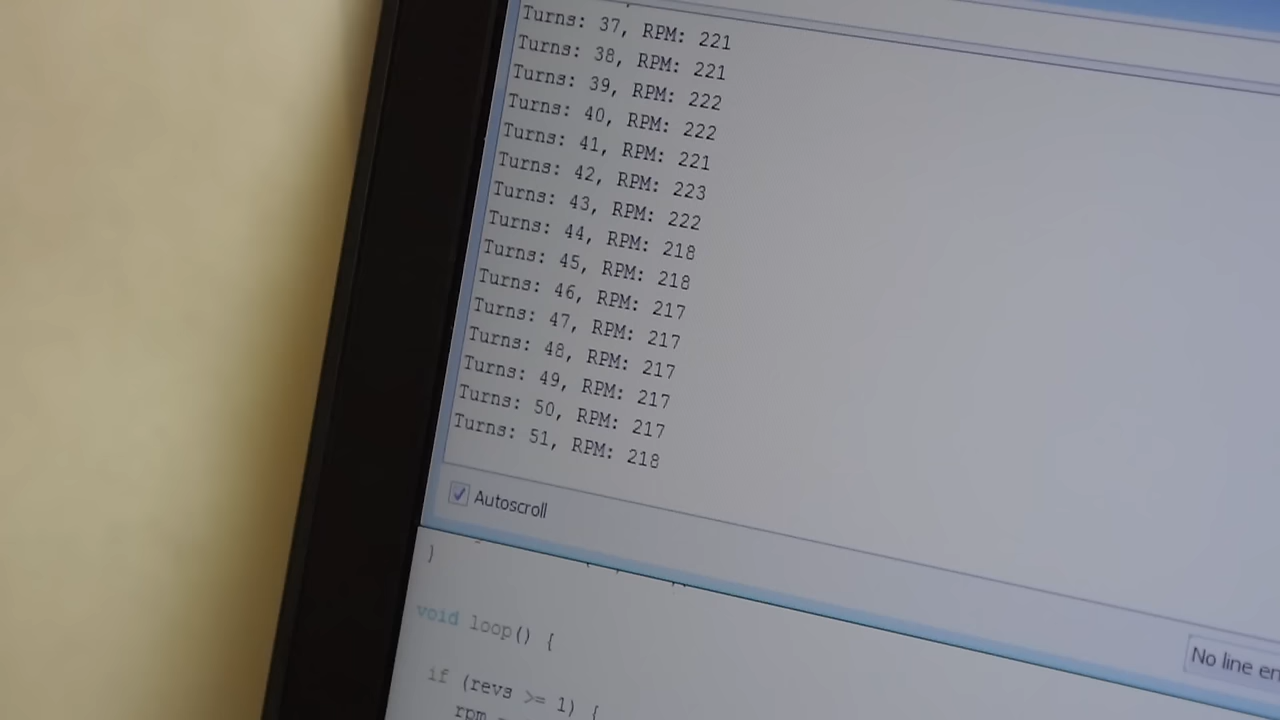 Turns: 37, RPM: 221
Turns: 38, RPM: 221
Turns: 39, RPM: 222
Turns: 40, RPM: 222
Turns: 41, RPM: 221
Turns: 42, RPM: 223
Turns: 43, RPM: 222
Turns: 44, RPM: 218
Turns: 45, RPM: 218
Turns: 46, RPM: 217
Turns: 47, RPM: 217
Turns: 48, RPM: 217
Turns: 49, RPM: 217
Turns: 50, RPM: 217
Turns: 51, RPM: 218
Autoscroll
No line en
}
void loop() {
if (revs >= 1) {
rpm